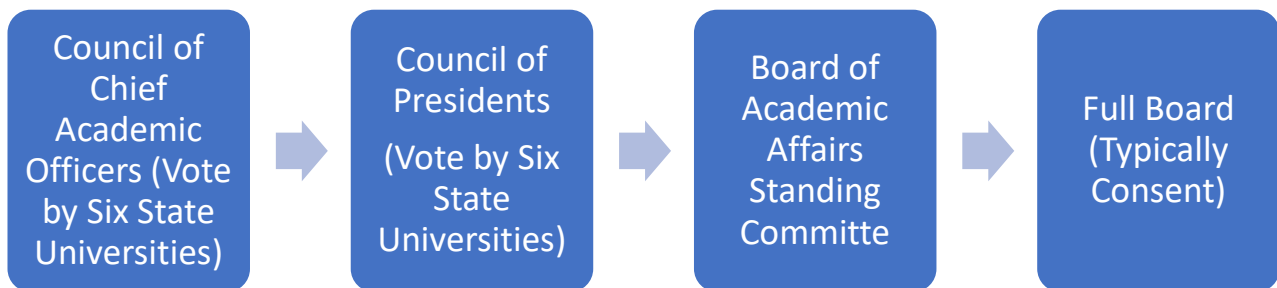 Council of
Chief
Academic
Officers (Vote
by Six State
Universities)
Council of
Presidents
(Vote by Six
State
Universities)
Board of
Academic
Affairs
Standing
Committe
Full Board
(Typically
Consent)